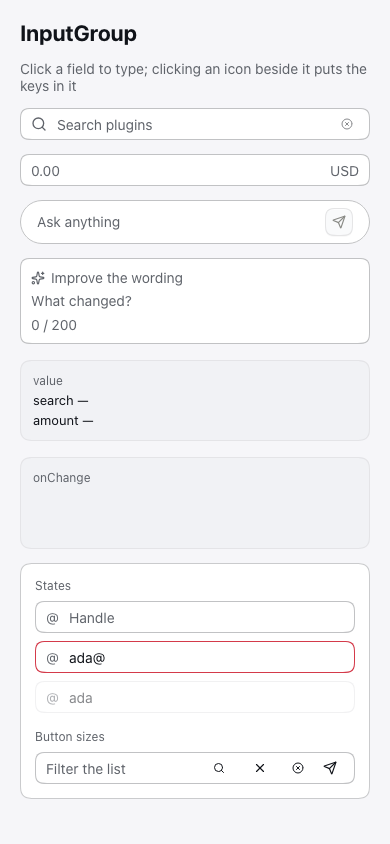 InputGroup
Click a field to type; clicking an icon beside it puts the
keys in it
Search plugins
0.00 USD
Ask anything
Improve the wording
What changed?
0 / 200
value
search —
amount —
onChange
States
@ Handle
@ ada@
@ ada
Button sizes
Filter the list